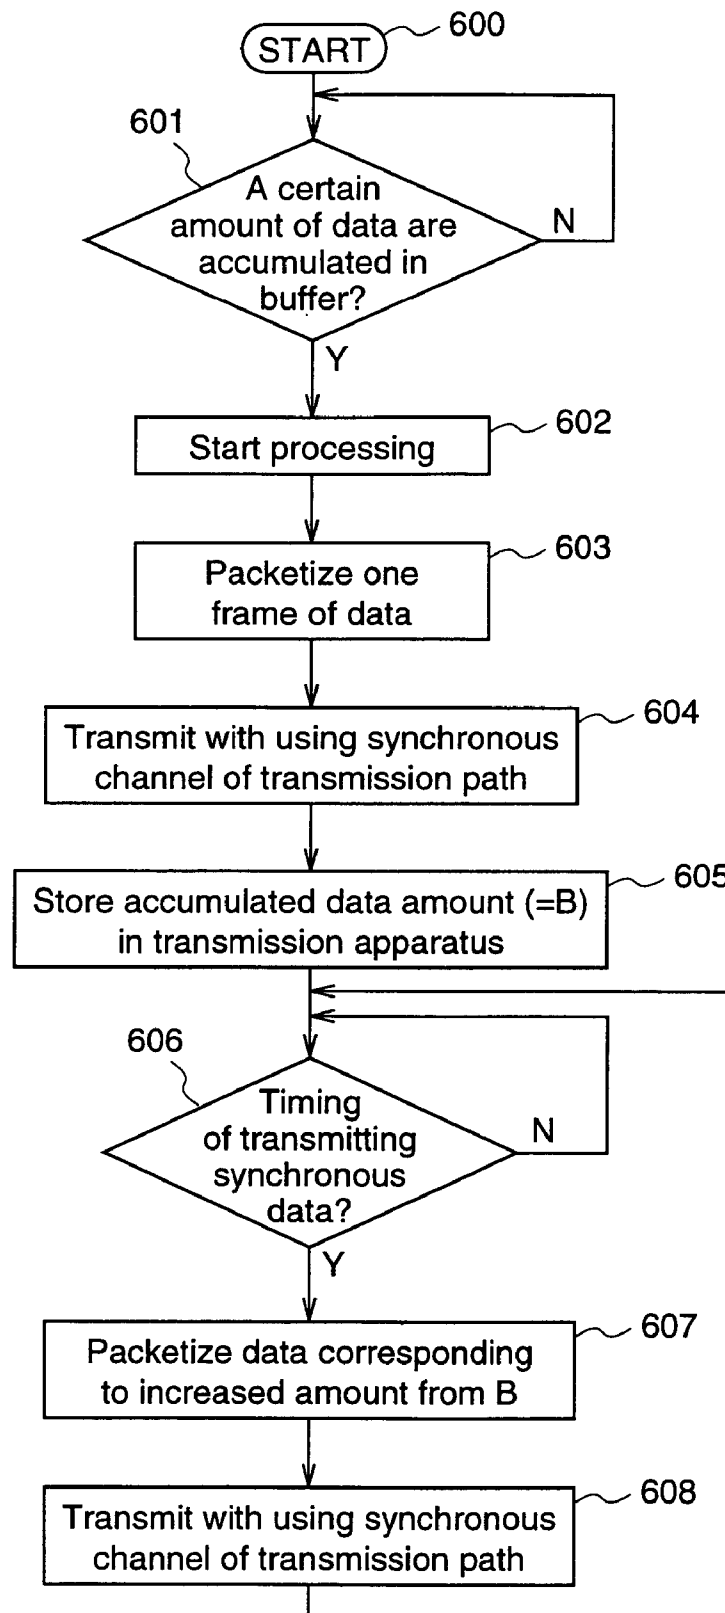 START
600
601
A certain
amount of data are
accumulated in
buffer?
N
Y
Start processing
602
Packetize one
frame of data
603
Transmit with using synchronous
channel of transmission path
604
Store accumulated data amount (=B)
in transmission apparatus
605
606
Timing
of transmitting
synchronous
data?
N
Y
Packetize data corresponding
to increased amount from B
607
Transmit with using synchronous
channel of transmission path
608